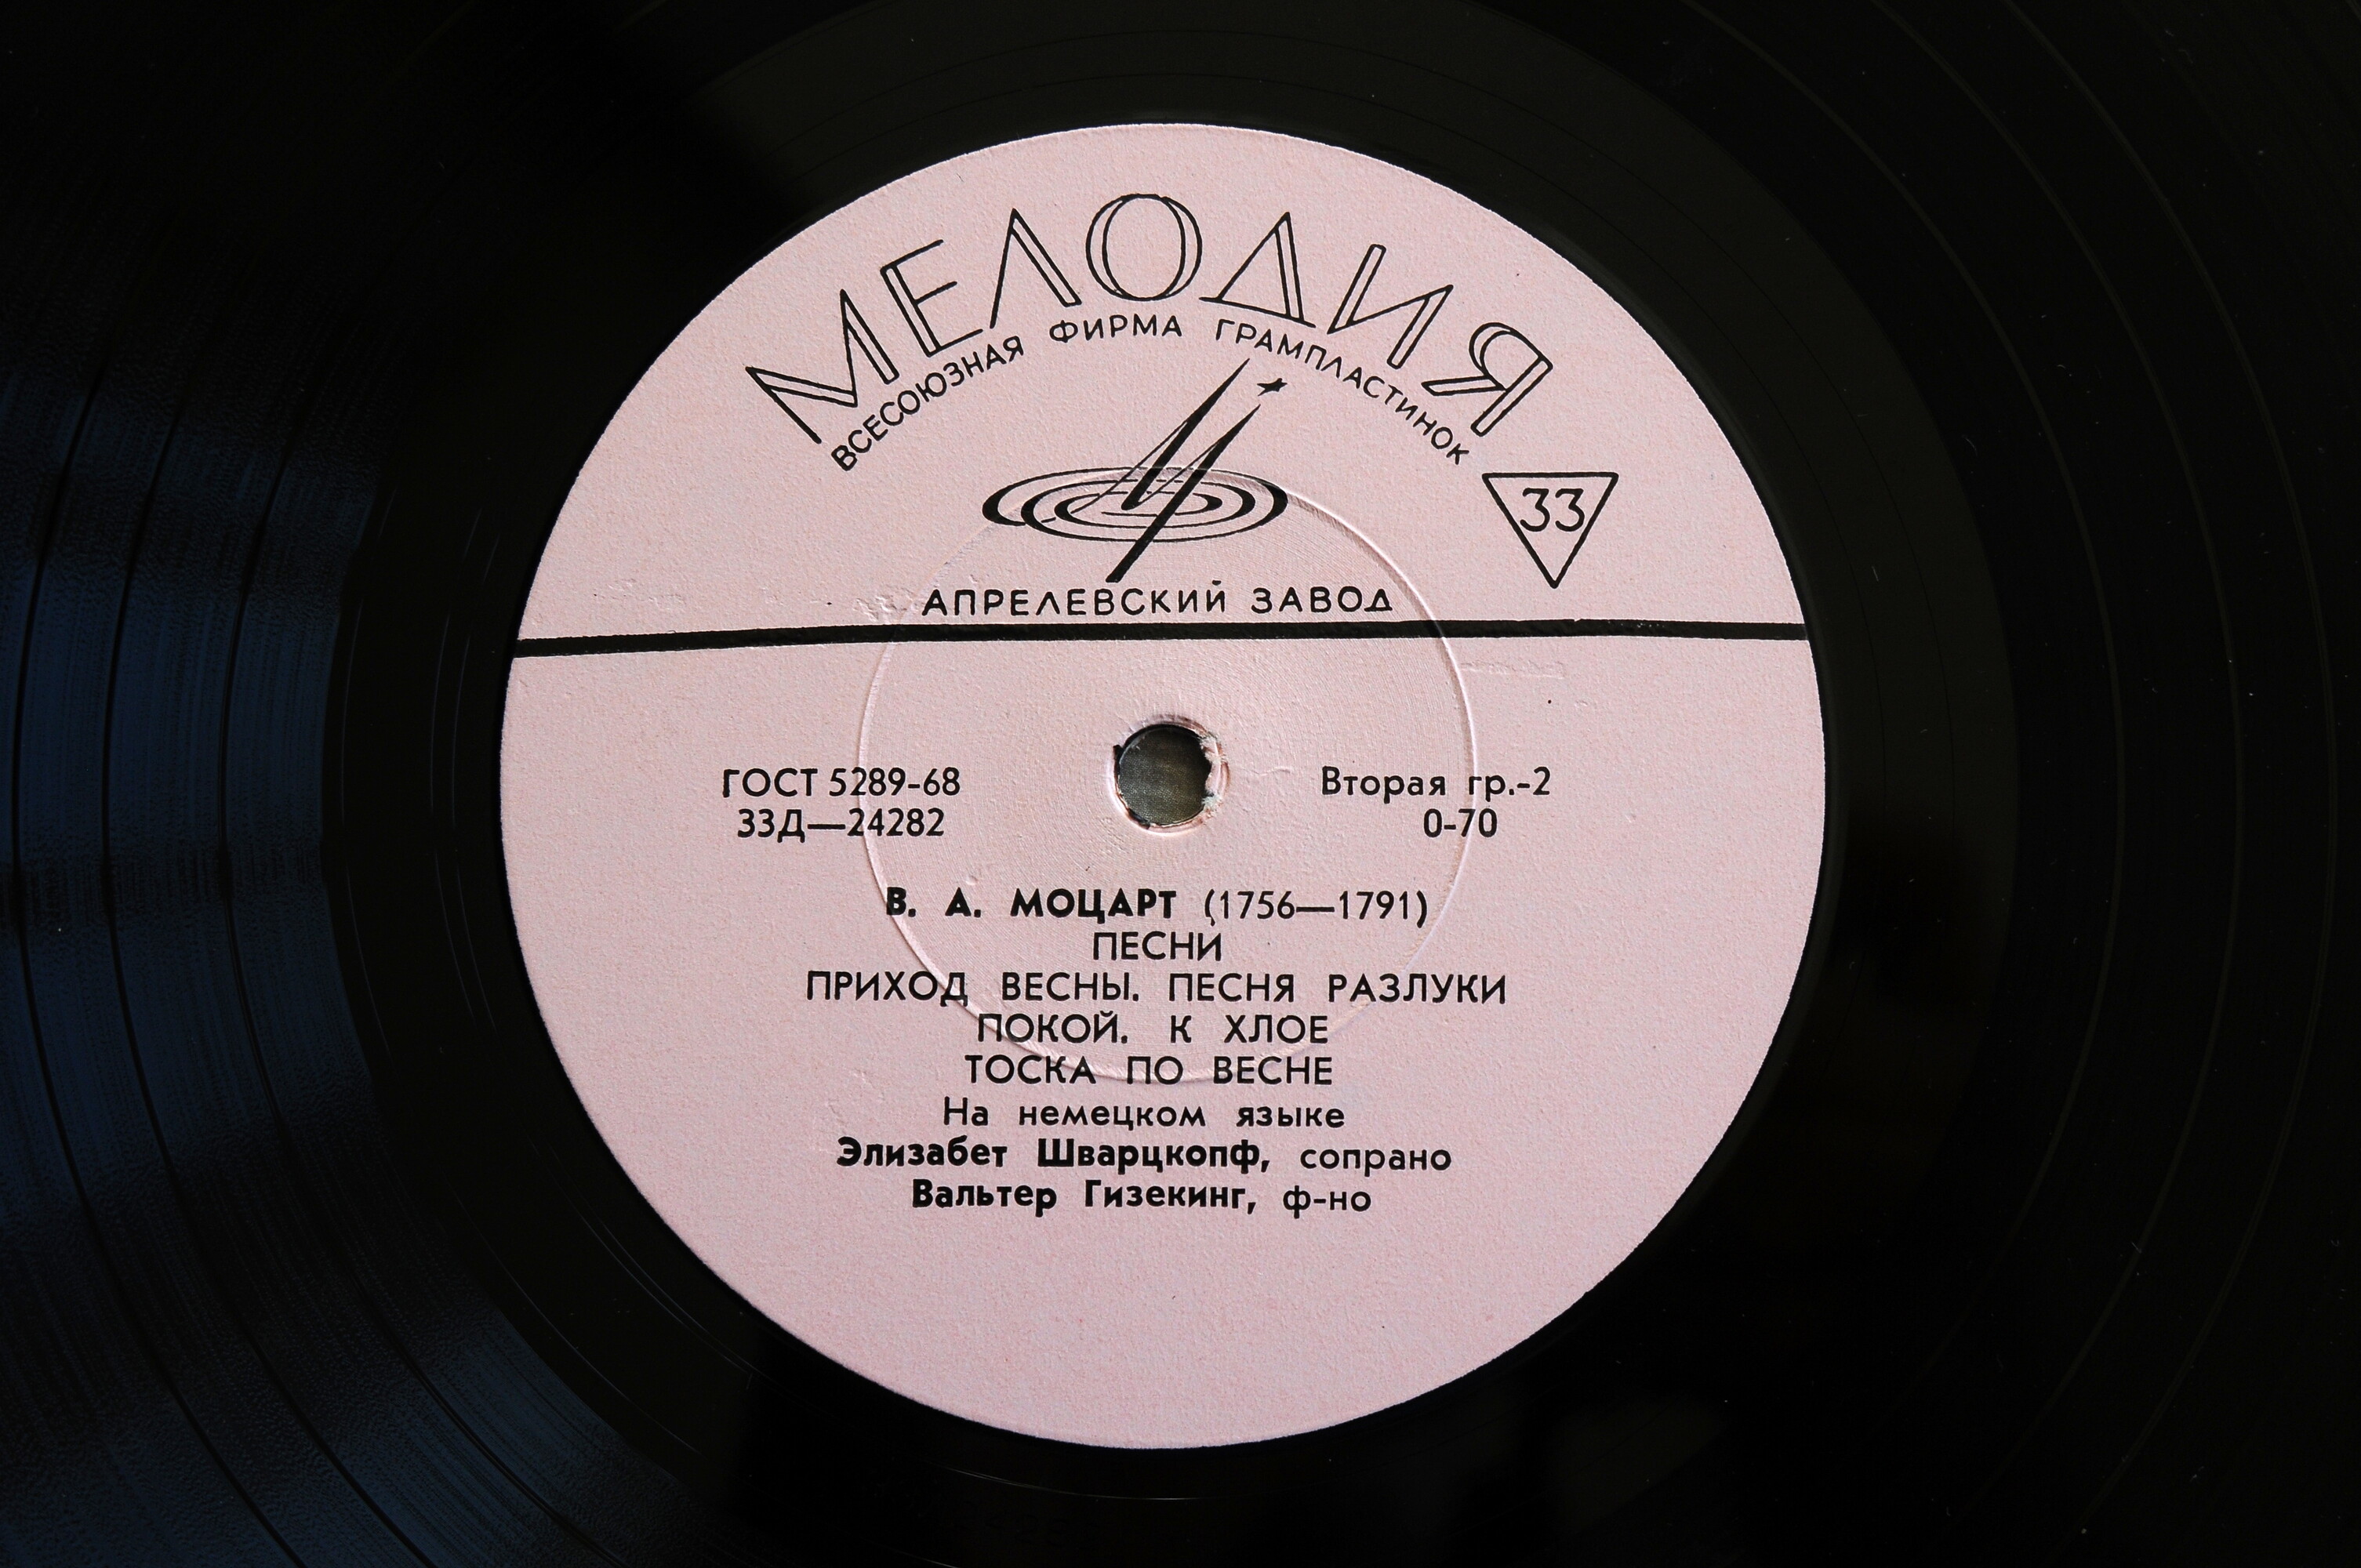 МЕЛОДИЯ
ВСЕСОЮЗНАЯ ФИРМА ГРАМПЛАСТИНОК
33
АПРЕЛЕВСКИЙ ЗАВОД
ГОСТ 5289-68
33Д—24282
Вторая гр.-2
0-70
В. А. МОЦАРТ (1756—1791)
ПЕСНИ
ПРИХОД ВЕСНЫ. ПЕСНЯ РАЗЛУКИ
ПОКОЙ. К ХЛОЕ
ТОСКА ПО ВЕСНЕ
На немецком языке
Элизабет Шварцкопф, сопрано
Вальтер Гизекинг, ф-но